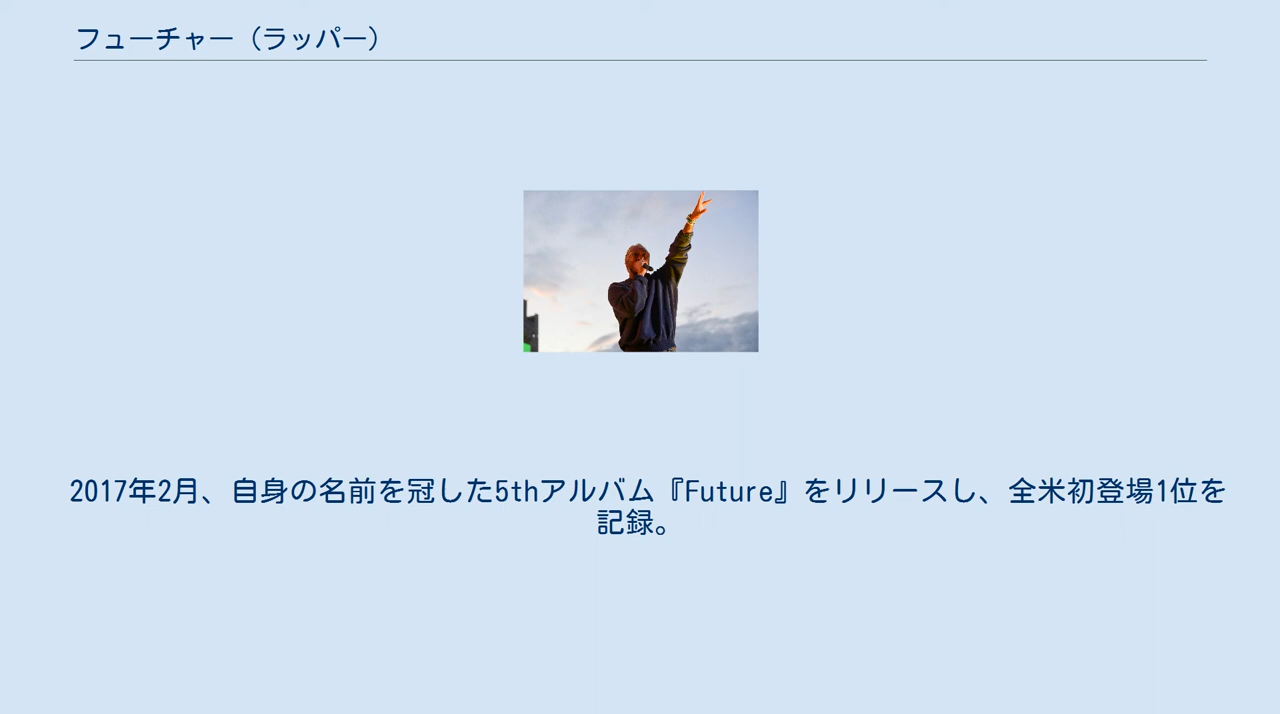 フューチャー（ラッパー）
2017年2月、自身の名前を冠した5thアルバム『Future』をリリースし、全米初登場1位を
記録。